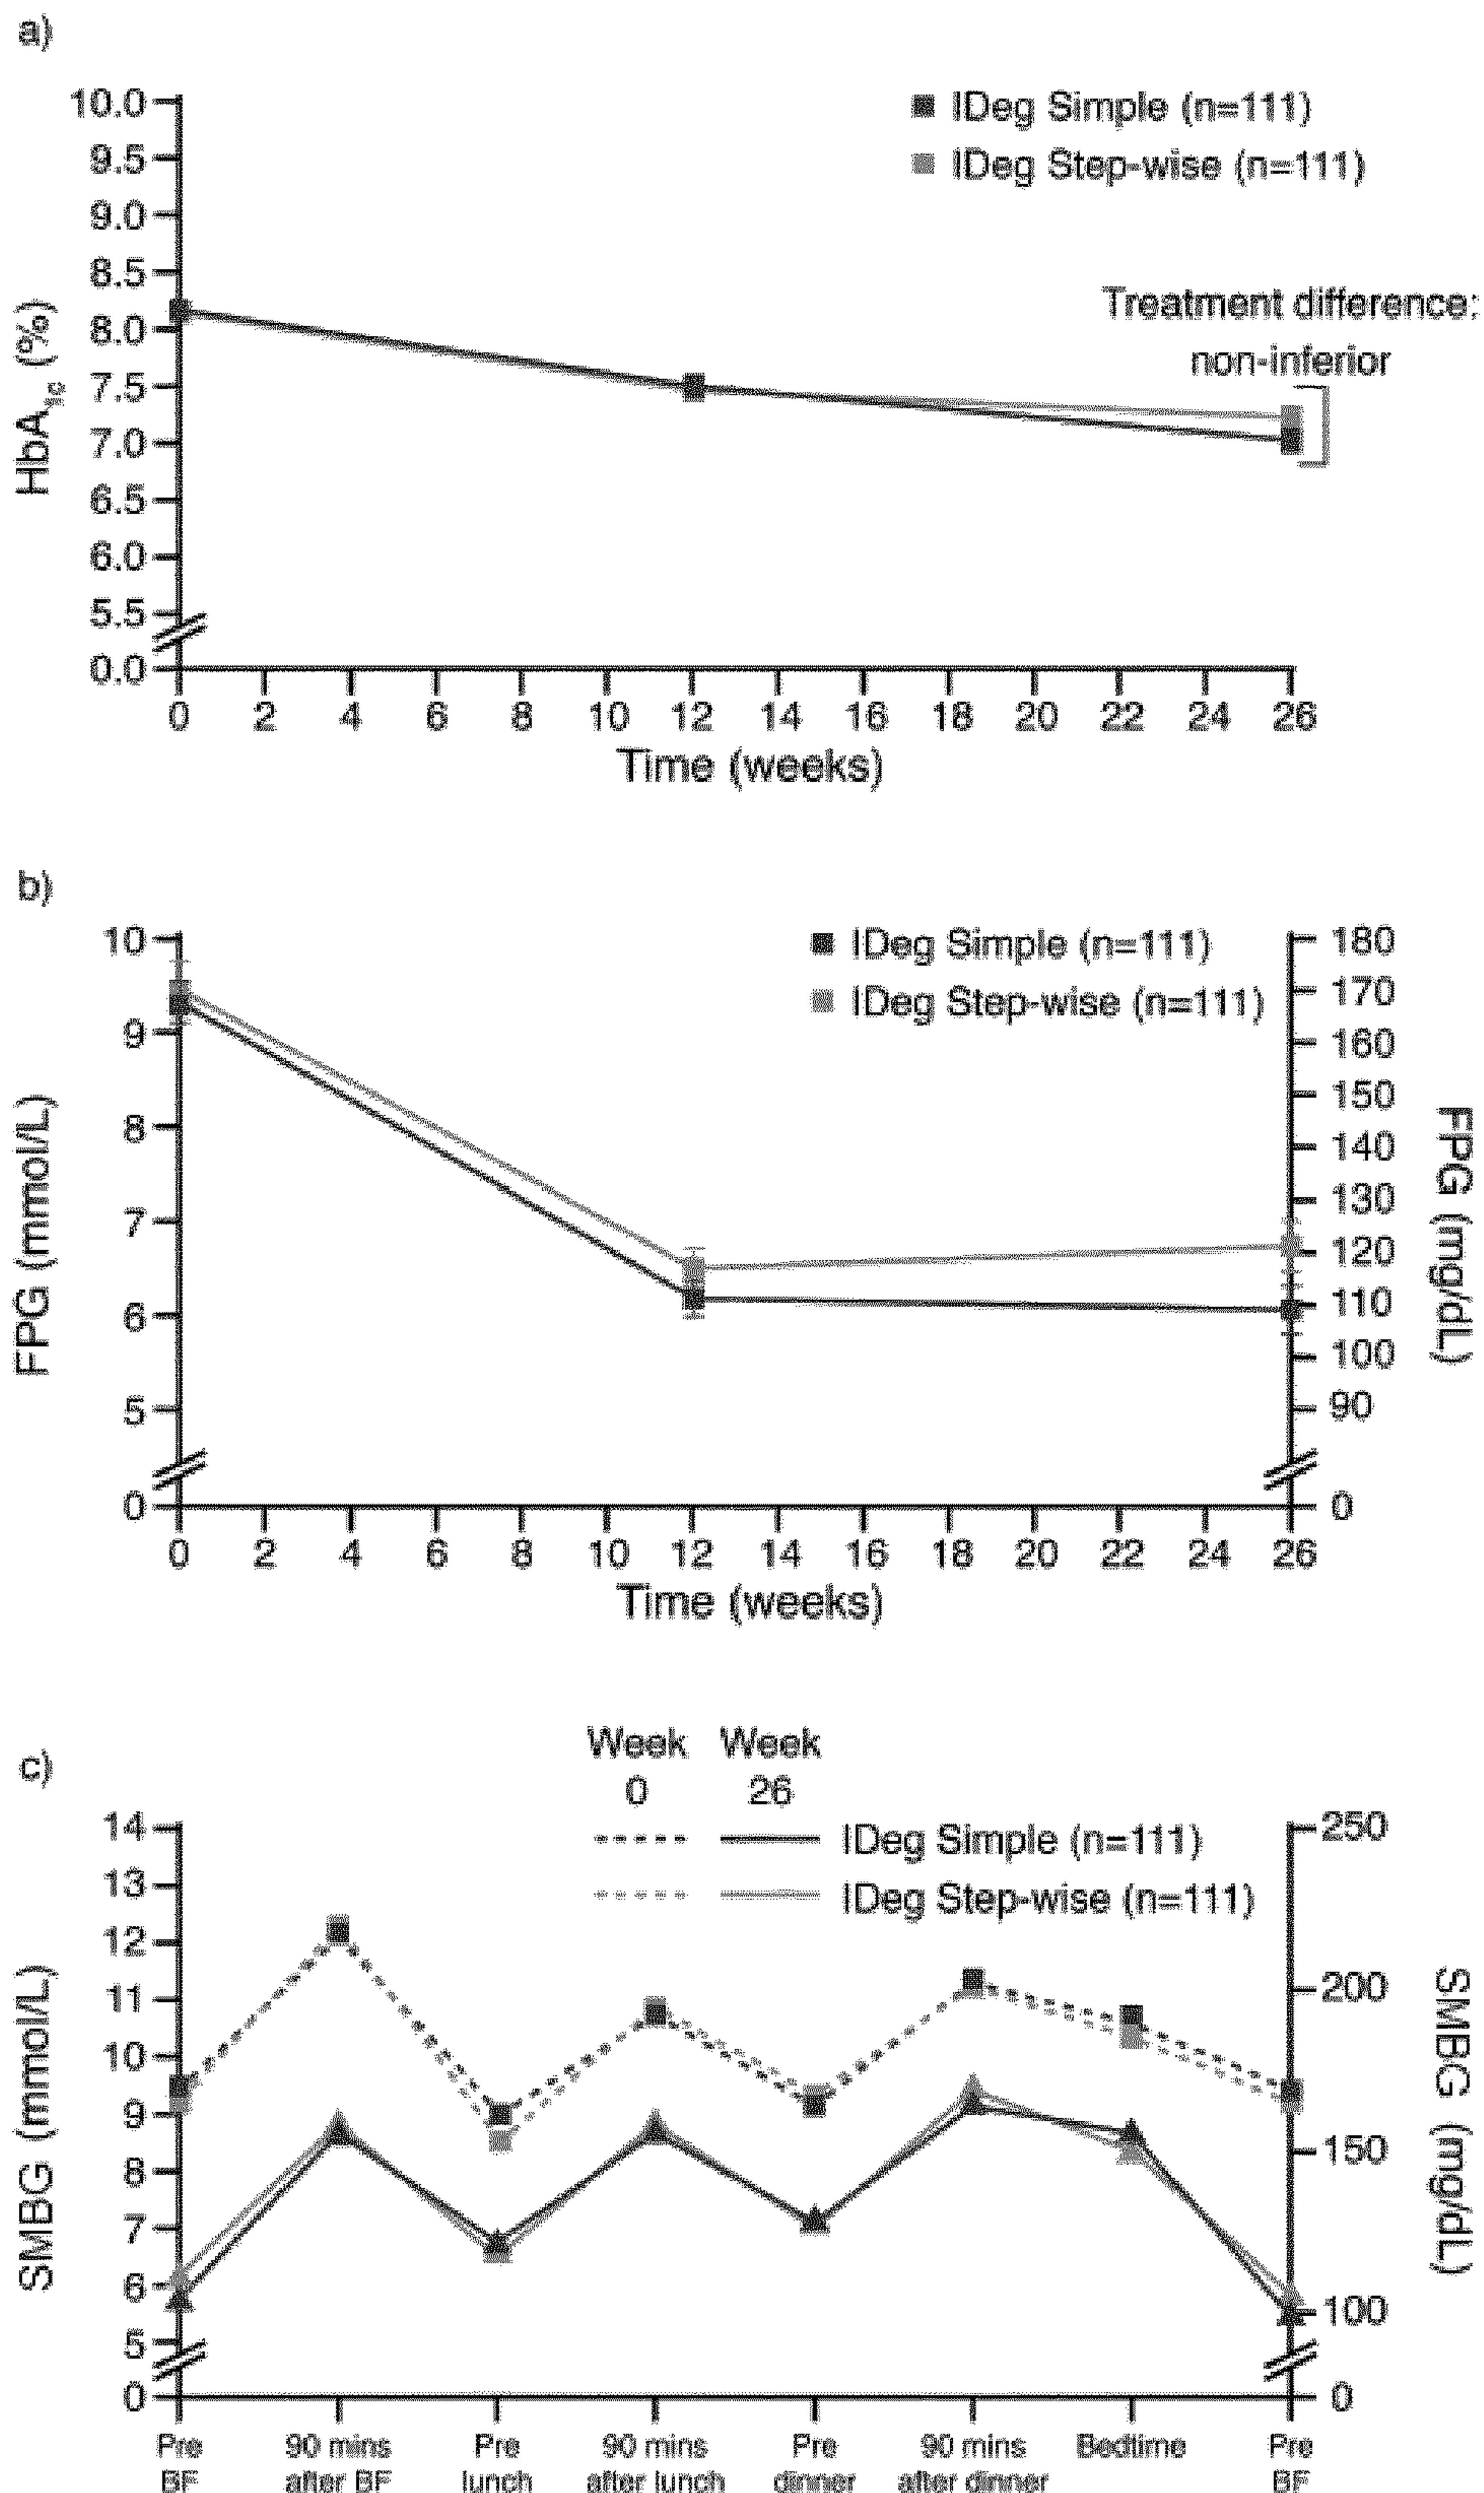 a)
10.0
9.5
9.0
8.5
8.0
7.5
7.0
6.5
6.0
5.5
0.0
HbA1c (%)
IDeg Simple (n=111)
IDeg Step-wise (n=111)
Treatment difference:
non-inferior
0 2 4 6 8 10 12 14 16 18 20 22 24 26
Time (weeks)
b)
10
9
8
7
6
5
0
FPG (mmol/L)
IDeg Simple (n=111)
IDeg Step-wise (n=111)
180
170
160
150
140
130
120
110
100
90
0
FPG (mg/dL)
0 2 4 6 8 10 12 14 16 18 20 22 24 26
Time (weeks)
c)
Week Week
0 26
IDeg Simple (n=111)
IDeg Step-wise (n=111)
14
13
12
11
10
9
8
7
6
5
0
SMBG (mmol/L)
250
200
150
100
0
SMBG (mg/dL)
Pre 90 mins Pre 90 mins Pre 90 mins Bedtime Pre
BF after BF lunch after lunch dinner after dinner BF